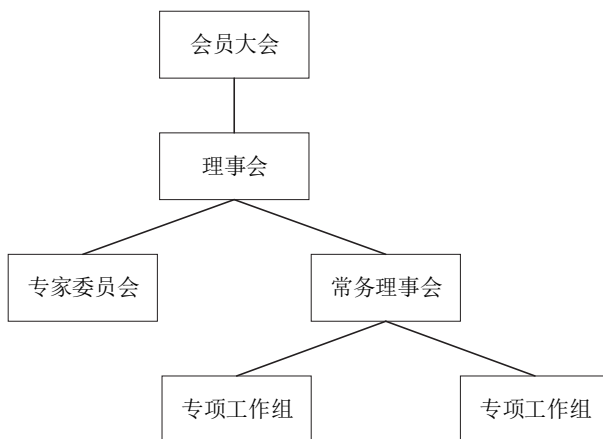 会员大会
理事会
专家委员会
常务理事会
专项工作组
专项工作组